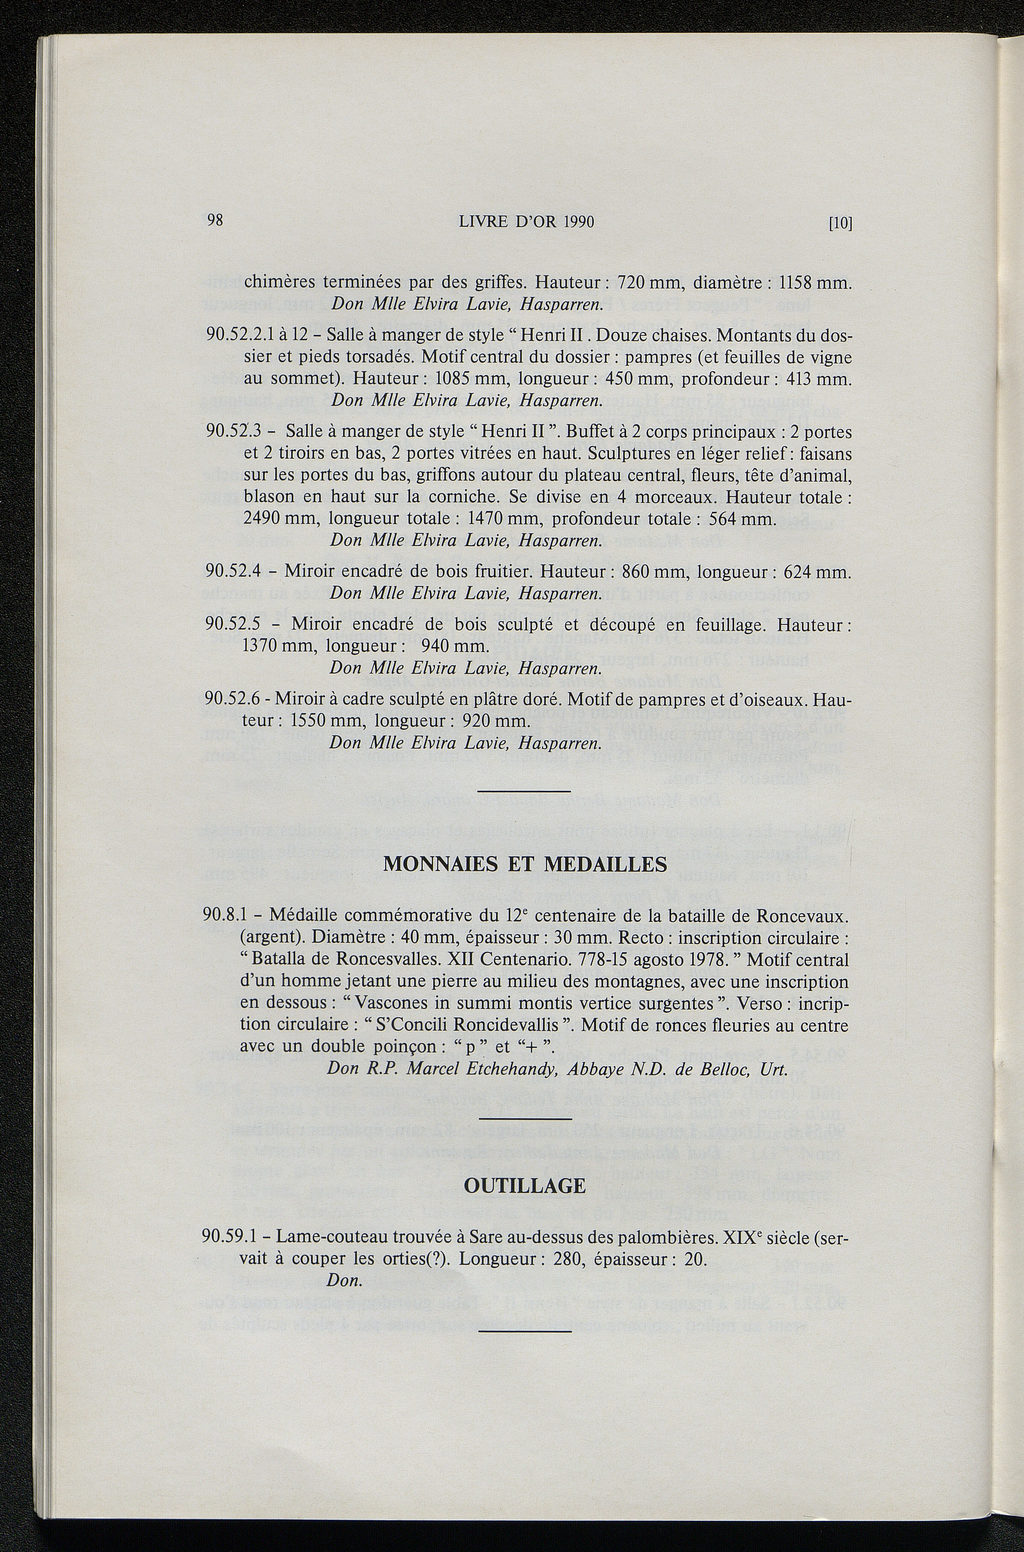 98 LIVRE D'OR 1990 [10]
chimères terminées par des griffes. Hauteur : 720 mm, diamètre : 1158 mm.
Don Mlle Elvira Lavie, Hasparren.
90.52.2.1 à 12 – Salle à manger de style “ Henri II . Douze chaises. Montants du dos-
sier et pieds torsadés. Motif central du dossier : pampres (et feuilles de vigne
au sommet). Hauteur : 1085 mm, longueur : 450 mm, profondeur : 413 mm.
Don Mlle Elvira Lavie, Hasparren.
90.52.3 – Salle à manger de style “ Henri II ”. Buffet à 2 corps principaux : 2 portes
et 2 tiroirs en bas, 2 portes vitrées en haut. Sculptures en léger relief : faisans
sur les portes du bas, griffons autour du plateau central, fleurs, tête d'animal,
blason en haut sur la corniche. Se divise en 4 morceaux. Hauteur totale :
2490 mm, longueur totale : 1470 mm, profondeur totale : 564 mm.
Don Mlle Elvira Lavie, Hasparren.
90.52.4 – Miroir encadré de bois fruitier. Hauteur : 860 mm, longueur : 624 mm.
Don Mlle Elvira Lavie, Hasparren.
90.52.5 – Miroir encadré de bois sculpté et découpé en feuillage. Hauteur :
1370 mm, longueur : 940 mm.
Don Mlle Elvira Lavie, Hasparren.
90.52.6 - Miroir à cadre sculpté en plâtre doré. Motif de pampres et d'oiseaux. Hau-
teur : 1550 mm, longueur : 920 mm.
Don Mlle Elvira Lavie, Hasparren.
MONNAIES ET MEDAILLES
90.8.1 – Médaille commémorative du 12e centenaire de la bataille de Roncevaux.
(argent). Diamètre : 40 mm, épaisseur : 30 mm. Recto : inscription circulaire :
“ Batalla de Roncesvalles. XII Centenario. 778-15 agosto 1978. ” Motif central
d'un homme jetant une pierre au milieu des montagnes, avec une inscription
en dessous : “ Vascones in summi montis vertice surgentes ”. Verso : incrip-
tion circulaire : “ S'Concili Roncidevallis ”. Motif de ronces fleuries au centre
avec un double poinçon : “ p ” et “+ ”.
Don R.P. Marcel Etchehandy, Abbaye N.D. de Belloc, Urt.
OUTILLAGE
90.59.1 – Lame-couteau trouvée à Sare au-dessus des palombières. XIXe siècle (ser-
vait à couper les orties(?). Longueur : 280, épaisseur : 20.
Don.